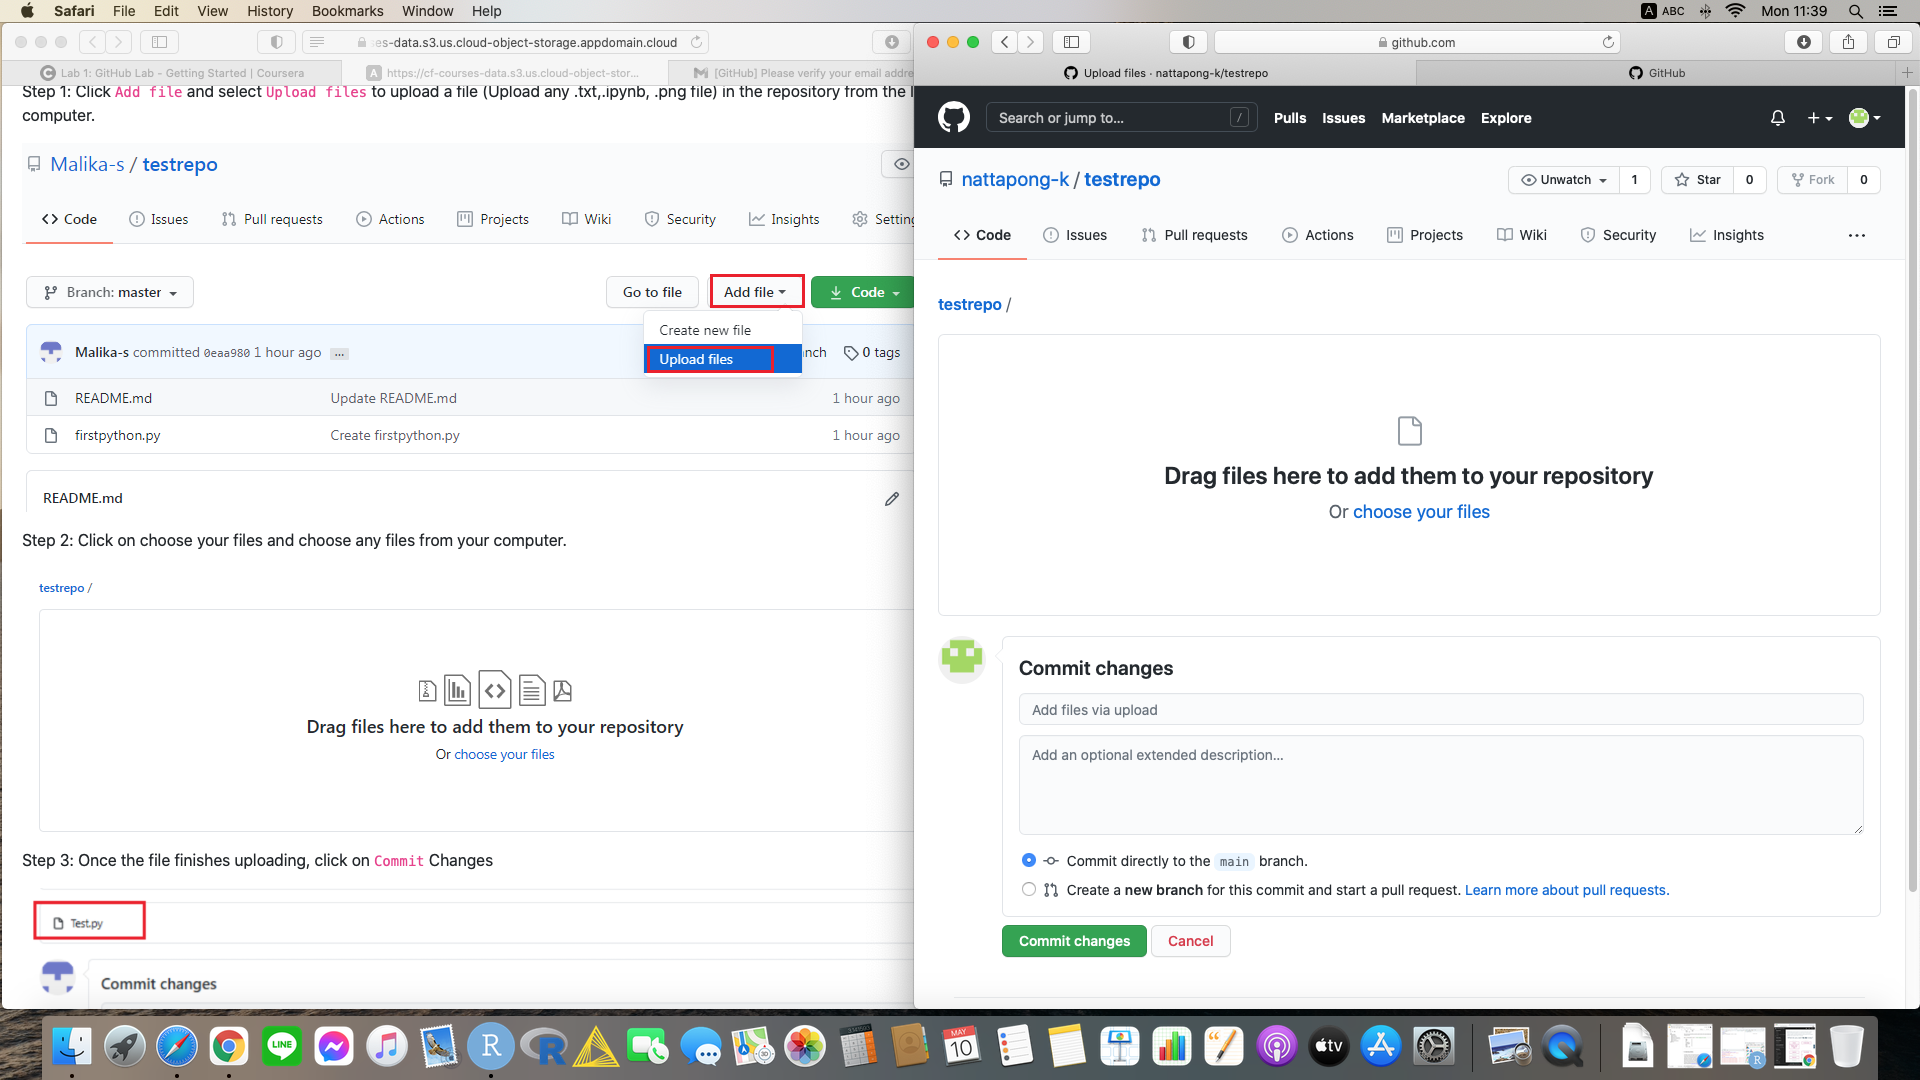 Safari File Edit View History Bookmarks Window Help
A ABC Mon 11:39
es-data.s3.us.cloud-object-storage.appdomain.cloud
Lab 1: GitHub Lab - Getting Started | Coursera
A https://cf-courses-data.s3.us.cloud-object-stor...
[GitHub] Please verify your email addre
Step 1: Click Add file and select Upload files to upload a file (Upload any .txt,.ipynb, .png file) in the repository from the l
computer.
Malika-s / testrepo
Code Issues Pull requests Actions Projects Wiki Security Insights Setting
Branch: master Go to file Add file Code
Create new file
Upload files
Malika-s committed 0eaa980 1 hour ago ... nch 0 tags
README.md Update README.md 1 hour ago
firstpython.py Create firstpython.py 1 hour ago
README.md
Step 2: Click on choose your files and choose any files from your computer.
testrepo /
Drag files here to add them to your repository
Or choose your files
Step 3: Once the file finishes uploading, click on Commit Changes
Test.py
Commit changes
github.com
Upload files · nattapong-k/testrepo
GitHub
Search or jump to... / Pulls Issues Marketplace Explore
nattapong-k / testrepo
Unwatch 1 Star 0 Fork 0
Code Issues Pull requests Actions Projects Wiki Security Insights ...
testrepo /
Drag files here to add them to your repository
Or choose your files
Commit changes
Add files via upload
Add an optional extended description...
Commit directly to the main branch.
Create a new branch for this commit and start a pull request. Learn more about pull requests.
Commit changes Cancel
LINE R R MAY 10 tv